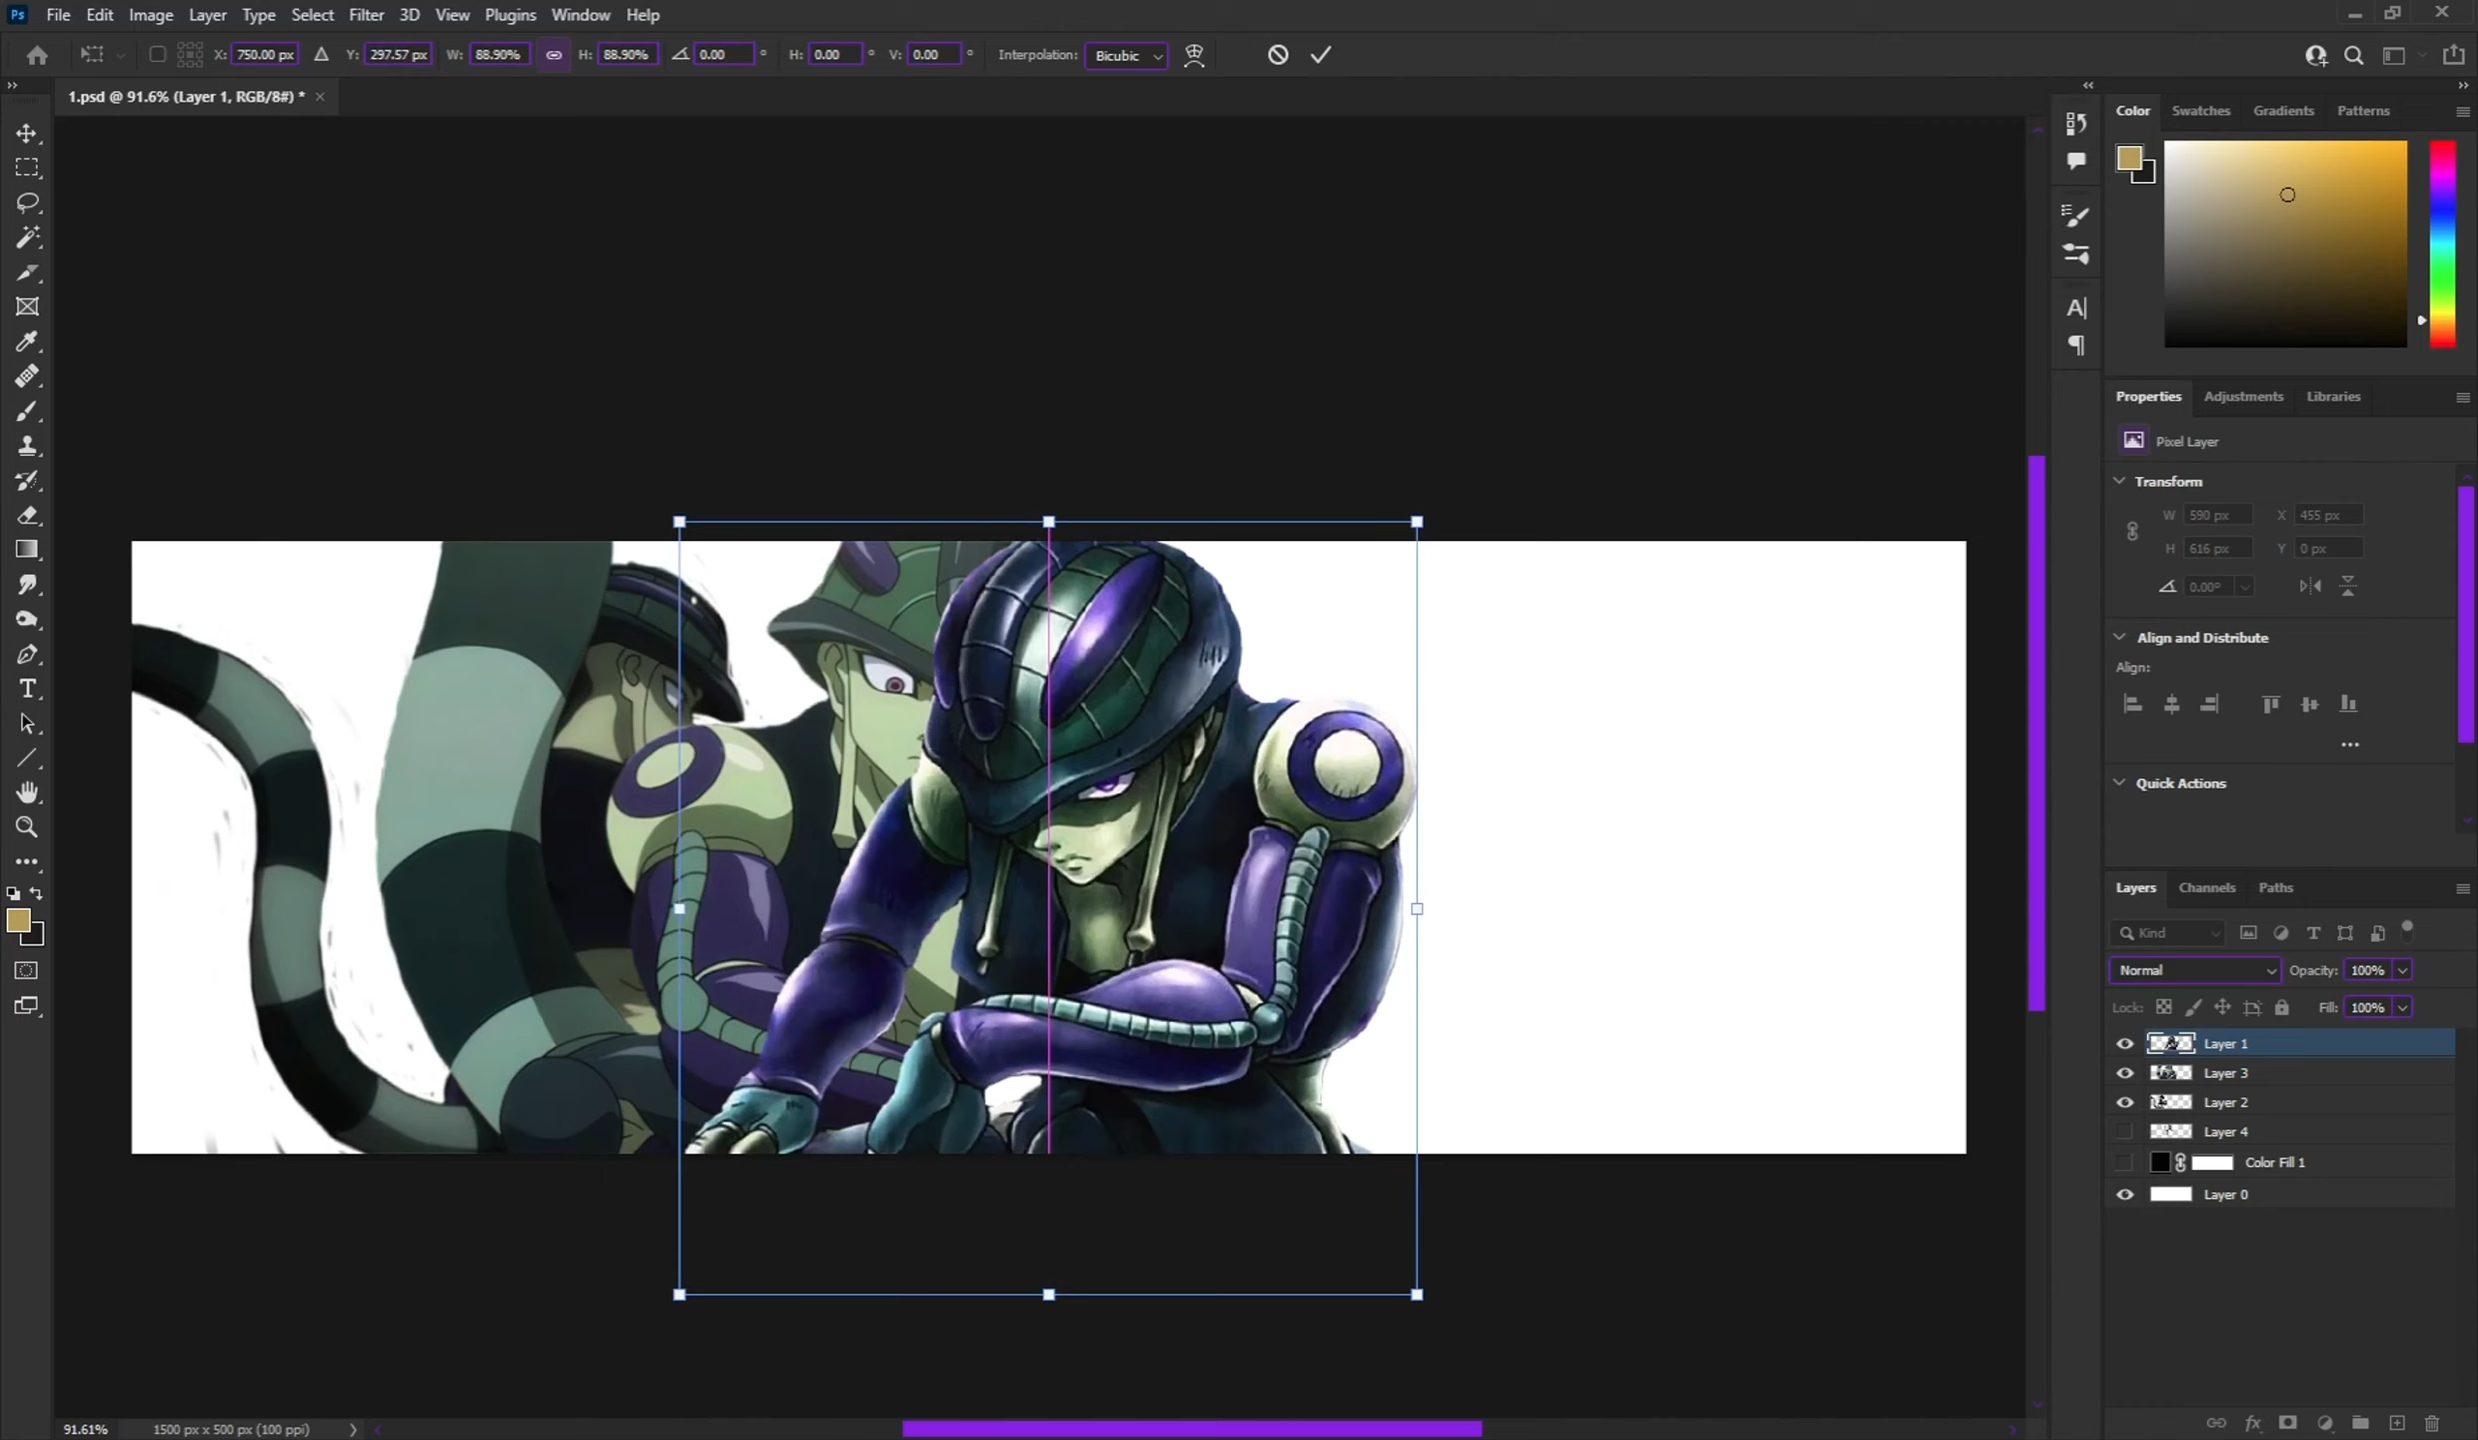 Ps File Edit Image Layer Type Select Filter 3D View Plugins Window Help
X: 750.00 px Y: 297.57 px W: 88.90% H: 88.90% 0.00 ° H: 0.00 ° V: 0.00 ° Interpolation: Bicubic
1.psd @ 91.6% (Layer 1, RGB/8#) * ×
Color Swatches Gradients Patterns
Properties Adjustments Libraries
Pixel Layer
Transform
W 590 px X 455 px
H 616 px Y 0 px
0.00°
Align and Distribute
Align:
Quick Actions
Layers Channels Paths
Kind
Normal Opacity: 100%
Lock: Fill: 100%
Layer 1
Layer 3
Layer 2
Layer 4
Color Fill 1
Layer 0
91.61% 1500 px x 500 px (100 ppi)